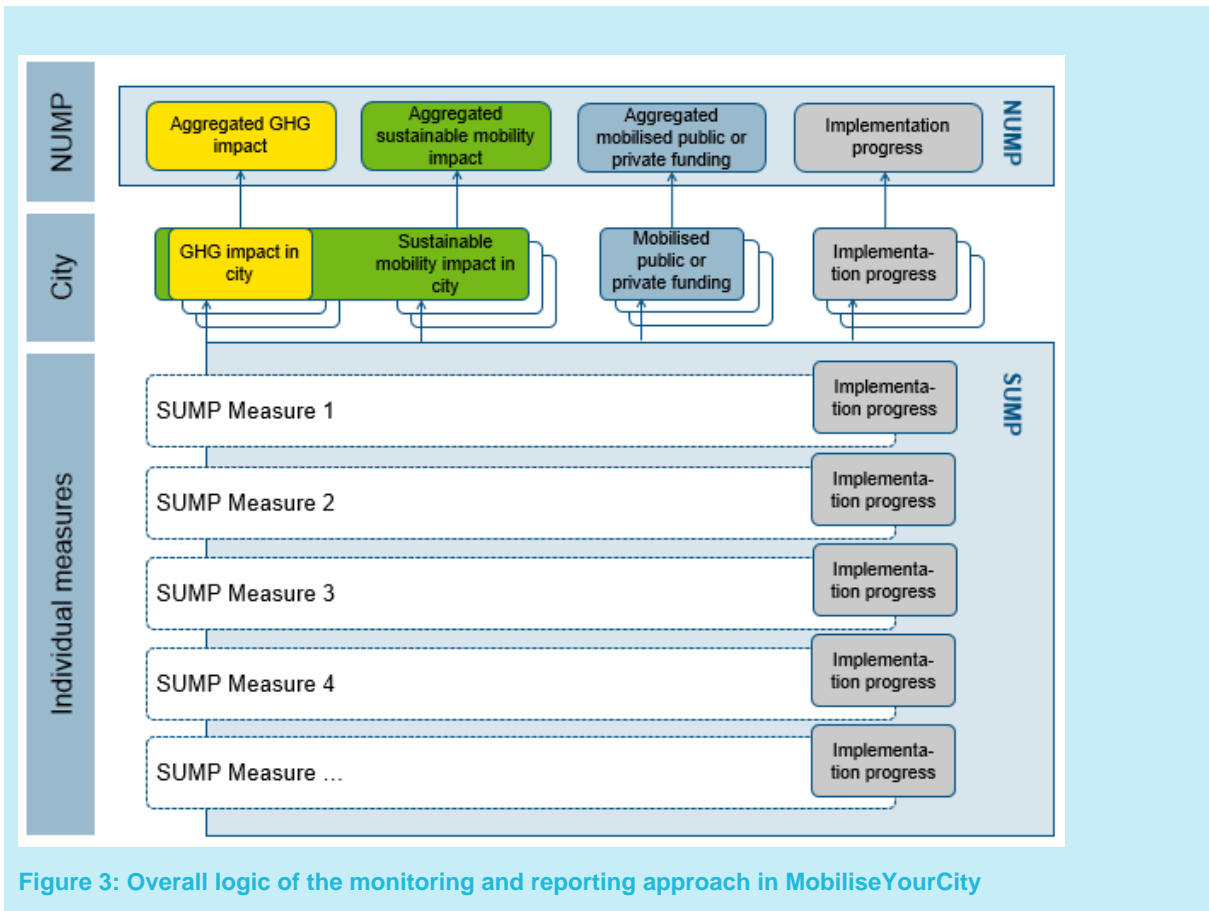 NUMP
Aggregated GHG
impact
Aggregated
sustainable mobility
impact
Aggregated
mobilised public or
private funding
Implementation
progress
NUMP
City
GHG impact in
city
Sustainable
mobility impact in
city
Mobilised
public or
private funding
Implementa-
tion progress
Individual measures
SUMP
SUMP Measure 1
Implementa-
tion progress
SUMP Measure 2
Implementa-
tion progress
SUMP Measure 3
Implementa-
tion progress
SUMP Measure 4
Implementa-
tion progress
SUMP Measure ...
Implementa-
tion progress
Figure 3: Overall logic of the monitoring and reporting approach in MobiliseYourCity